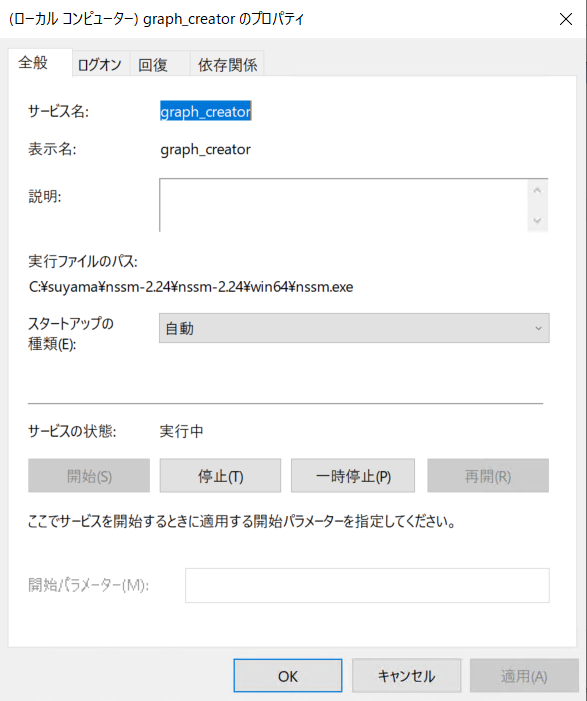 (ローカル コンピューター) graph_creator のプロパティ
全般 ログオン 回復 依存関係
サービス名: graph_creator
表示名: graph_creator
説明:
実行ファイルのパス:
C:¥suyama¥nssm-2.24¥nssm-2.24¥win64¥nssm.exe
スタートアップの
種類(E): 自動
サービスの状態: 実行中
開始(S) 停止(T) 一時停止(P) 再開(R)
ここでサービスを開始するときに適用する開始パラメーターを指定してください。
開始パラメーター(M):
OK キャンセル 適用(A)